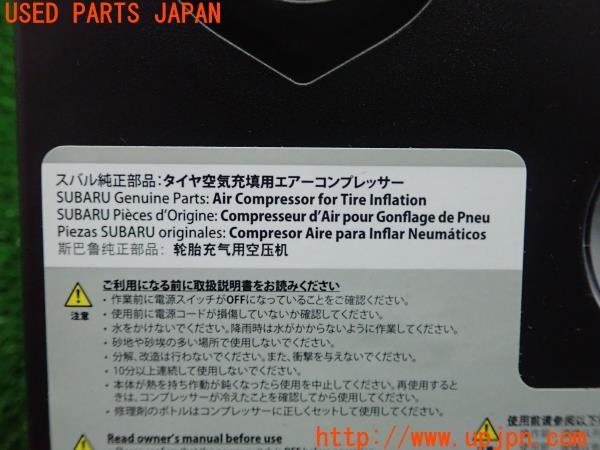 USED PARTS JAPAN
スバル純正部品：タイヤ空気充填用エアーコンプレッサー
SUBARU Genuine Parts: Air Compressor for Tire Inflation
SUBARU Pièces d'Origine: Compresseur d'Air pour Gonflage de Pneu
Piezas SUBARU originales: Compresor Aire para Inflar Neumáticos
斯巴鲁纯正部品：轮胎充气用空压机
ご利用になる前に取扱説明書をお読みください
注意
・作業前に電源スイッチがOFFになっていることをご確認ください。
・使用前に電源コードが損傷していないか確認してください。
・水をかけないでください。降雨時は水がかからないように作業してください。
・砂地や砂埃の多い場所で使用しないでください。
・分解、改造は行わないでください。また、衝撃を与えないでください。
・10分以上連続して使用しないでください。
・本体が熱を持ち作動が鈍くなったら使用を中止してください。再使用すると
きは、コンプレッサーが冷えたことを確認してから使用してください。
・修理剤のボトルはコンプレッサーに正しくセットして使用してください。
Read owner's manual before use
使用前请参阅以下
http://www.upjpn.com/